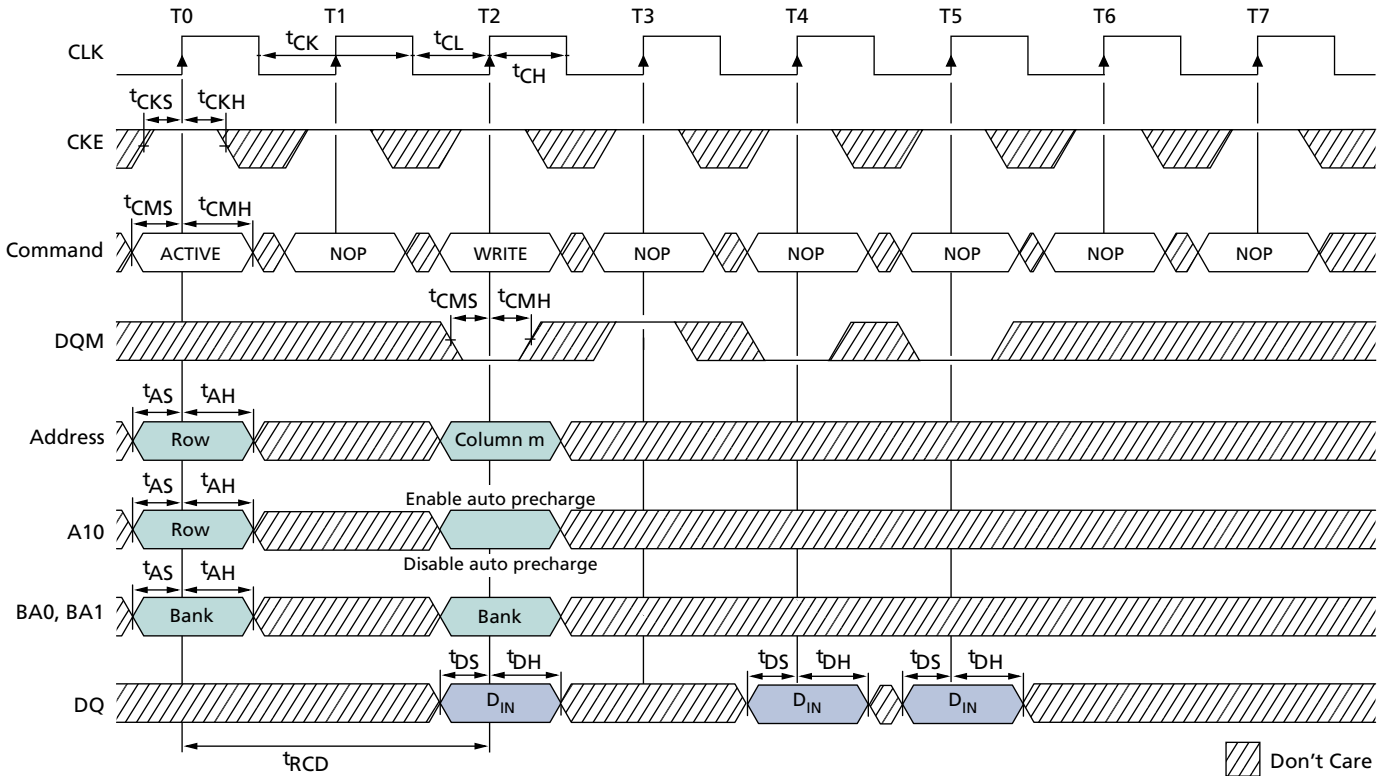 T0 T1 T2 T3 T4 T5 T6 T7
CLK tCK tCL
tCH
tCKS tCKH
CKE
tCMS tCMH
Command ACTIVE NOP WRITE NOP NOP NOP NOP NOP
tCMS tCMH
DQM
tAS tAH
Address Row Column m
tAS tAH Enable auto precharge
A10 Row
Disable auto precharge
tAS tAH
BA0, BA1 Bank Bank
tDS tDH tDS tDH tDS tDH
DQ DIN DIN DIN
tRCD
Don't Care